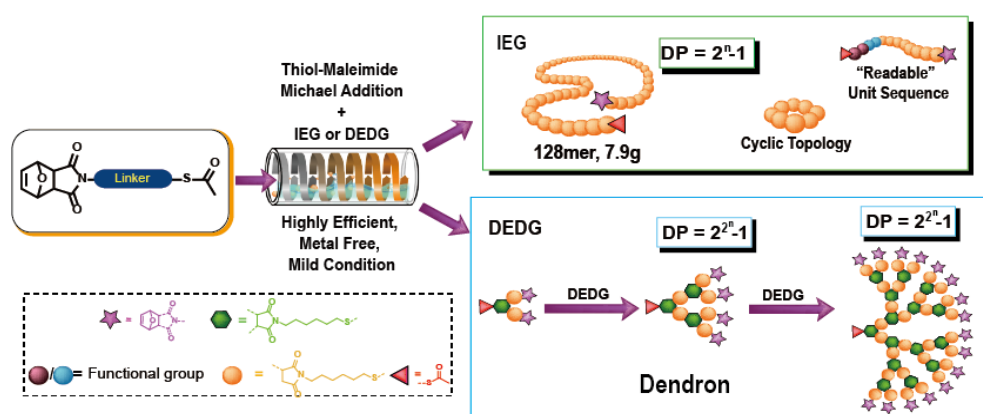 Thiol-Maleimide
Michael Addition
+
IEG or DEDG
Highly Efficient,
Metal Free,
Mild Condition
O
O
N
O
Linker
S
O
IEG
DP = 2ⁿ-1
128mer, 7.9g
Cyclic Topology
“Readable”
Unit Sequence
DEDG
DP = 2^2ⁿ-1
DP = 2^2ⁿ-1
DEDG
DEDG
Dendron
=
O
O
N
O
=
O
N
O
S
/ = Functional group
=
O
N
O
S
=
S
O